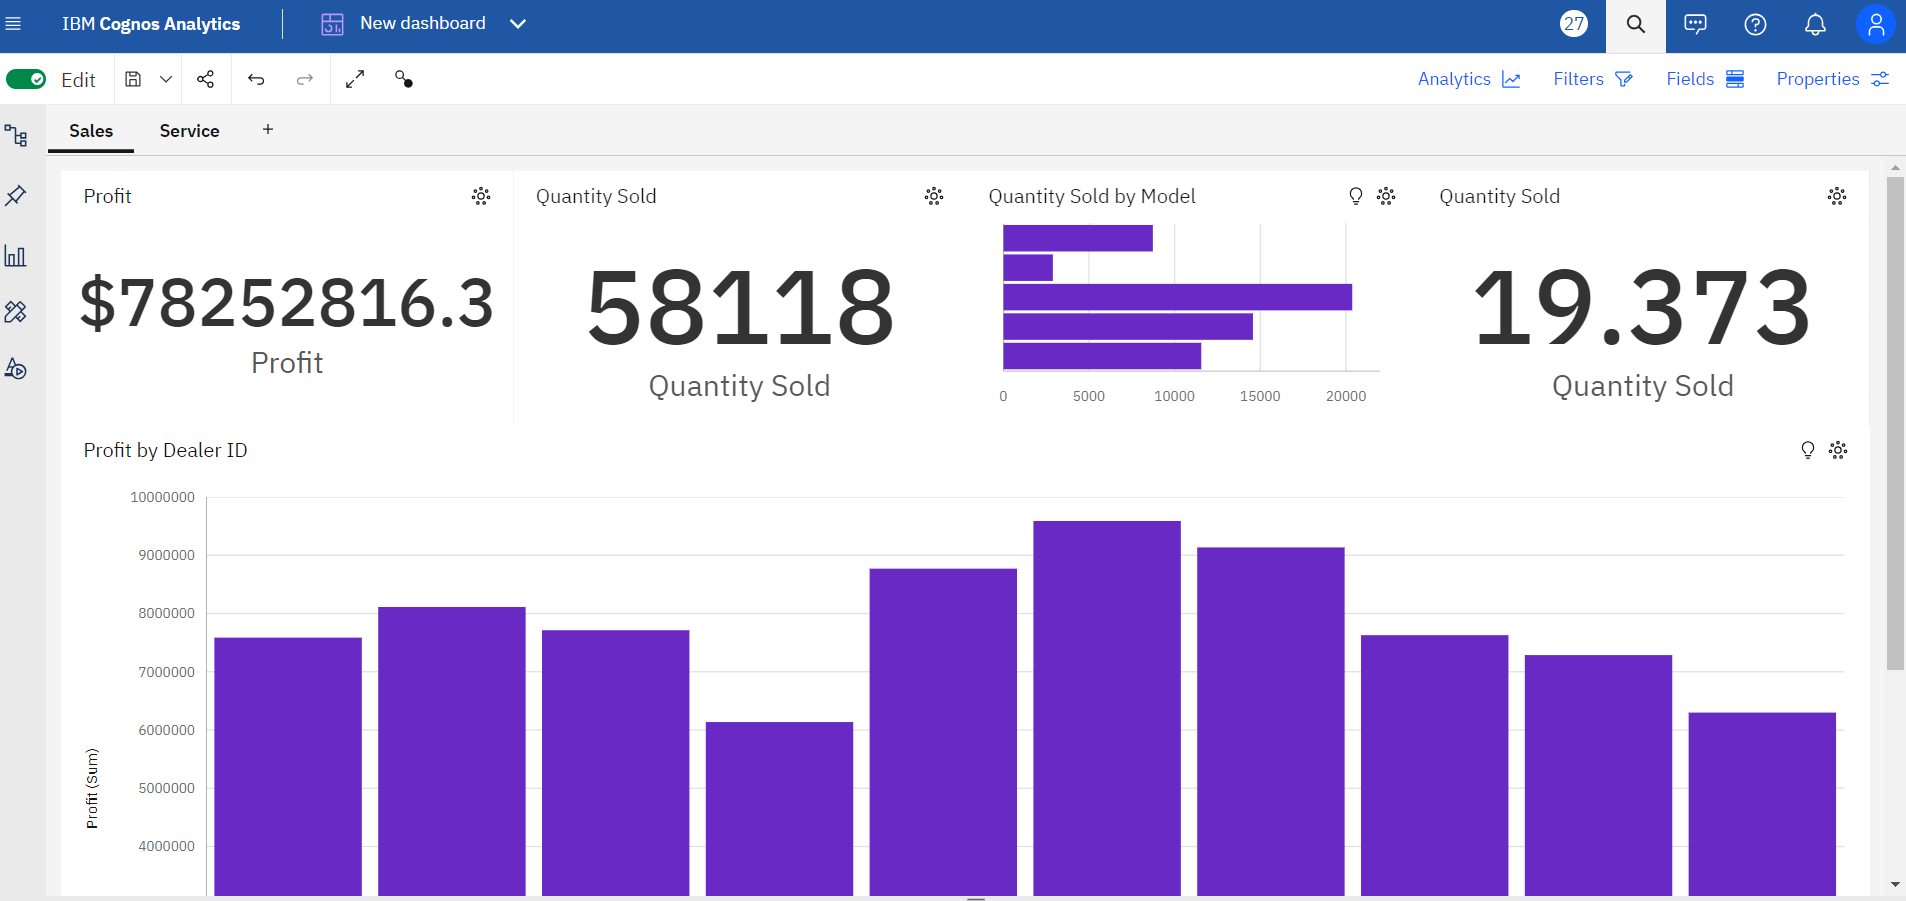 IBM Cognos Analytics
New dashboard
27
Edit
Analytics
Filters
Fields
Properties
Sales
Service
+
Profit
$78252816.3
Profit
Quantity Sold
58118
Quantity Sold
Quantity Sold by Model
0 5000 10000 15000 20000
Quantity Sold
19.373
Quantity Sold
Profit by Dealer ID
Profit (Sum)
10000000
9000000
8000000
7000000
6000000
5000000
4000000